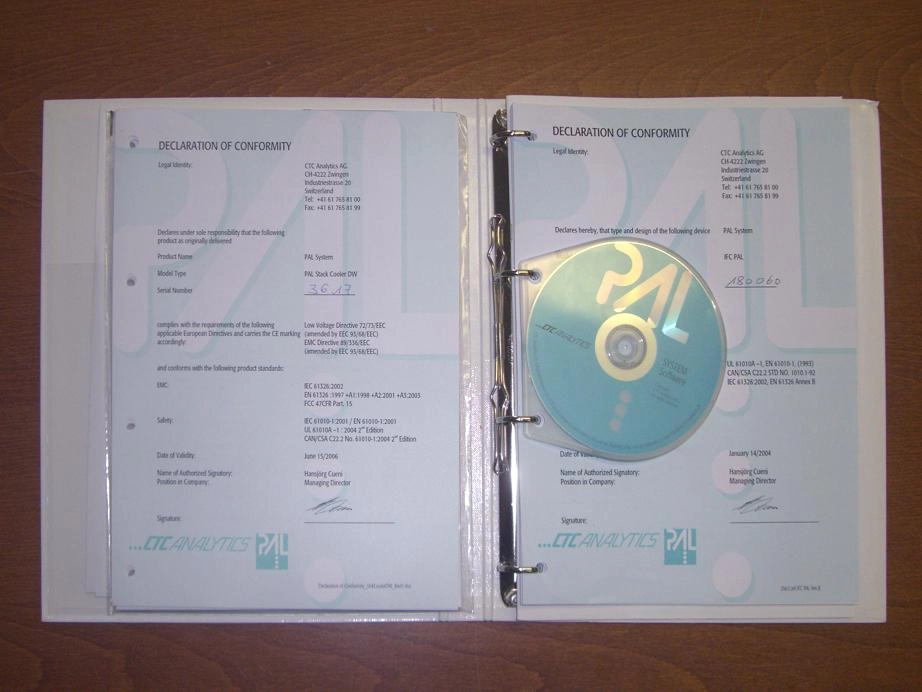 DECLARATION OF CONFORMITY
Legal Identity: CTC Analytics AG
CH-4222 Zwingen
Industriestrasse 20
Switzerland
Tel: +41 61 765 81 00
Fax: +41 61 765 81 99
Declares under sole responsibility that the following
product as originally delivered
Product Name PAL System
Model Type PAL Stack Cooler DW
Serial Number 3617
complies with the requirements of the following Low Voltage Directive 72/73/EEC
applicable European Directives and carries the CE marking (amended by EEC 93/68/EEC)
accordingly: EMC Directive 89/336/EEC
(amended by EEC 93/68/EEC)
and conforms with the following product standards:
EMC: IEC 61326:2002
EN 61326 :1997 +A1:1998 +A2:2001 +A3:2003
FCC 47CFR Part. 15
Safety: IEC 61010-1:2001 / EN 61010-1:2001
UL 61010A –1 : 2004 2nd Edition
CAN/CSA C22.2 No. 61010-1:2004 2nd Edition
Date of Validity: June 15/2006
Name of Authorized Signatory: Hansjörg Cueni
Position in Company: Managing Director
Signature:
...CTC ANALYTICS PAL
DECLARATION OF CONFORMITY
Legal Identity: CTC Analytics AG
CH-4222 Zwingen
Industriestrasse 20
Switzerland
Tel: +41 61 765 81 00
Fax: +41 61 765 81 99
Declares hereby, that type and design of the following device PAL System
IFC PAL
180060
PAL
...CTC ANALYTICS
SYSTEM
Software
UL 61010A –1, EN 61010-1, (1993)
CAN/CSA C22.2 STD NO. 1010.1-92
IEC 61326:2002, EN 61326 Annex B
Date of January 14/2004
Name of Authorized Signatory: Hansjörg Cueni
Position in Company: Managing Director
Signature:
...CTC ANALYTICS PAL